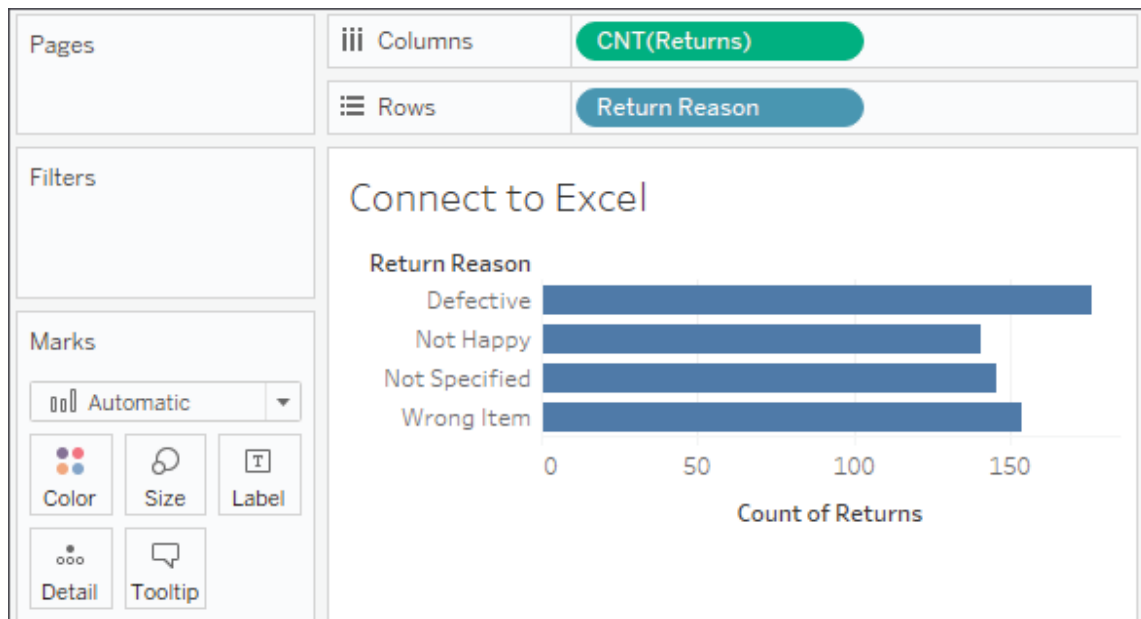 Pages
Columns
CNT(Returns)
Rows
Return Reason
Filters
Connect to Excel
Return Reason
Defective
Not Happy
Not Specified
Wrong Item
0 50 100 150
Count of Returns
Marks
Automatic
Color Size T Label
Detail Tooltip